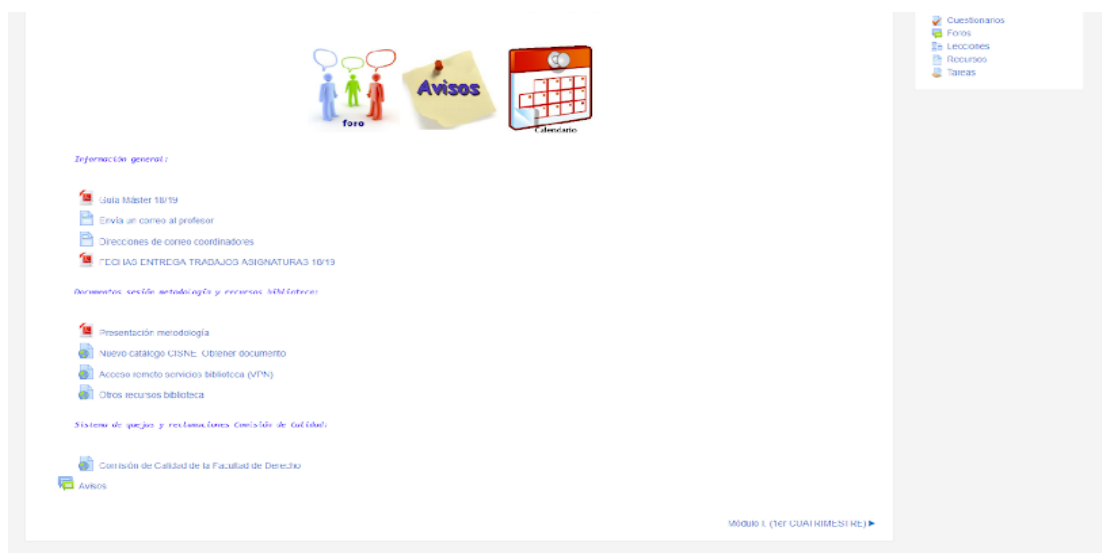 Cuestionarios
Foros
Lecciones
Recursos
Tareas
foro
Avisos
Calendario
Información general:
Guía Máster 18/19
Envía un correo al profesor
Direcciones de correo coordinadores
FECHAS ENTREGA TRABAJOS ASIGNATURAS 18/19
Documentos sesión metodología y recursos biblioteca:
Presentación metodología
Nuevo catálogo CISNE. Obtener documento
Acceso remoto servicios biblioteca (VPN)
Otros recursos biblioteca
Sistema de quejas y reclamaciones Comisión de Calidad:
Comisión de Calidad de la Facultad de Derecho
Avisos
Módulo I. (1er CUATRIMESTRE) ►